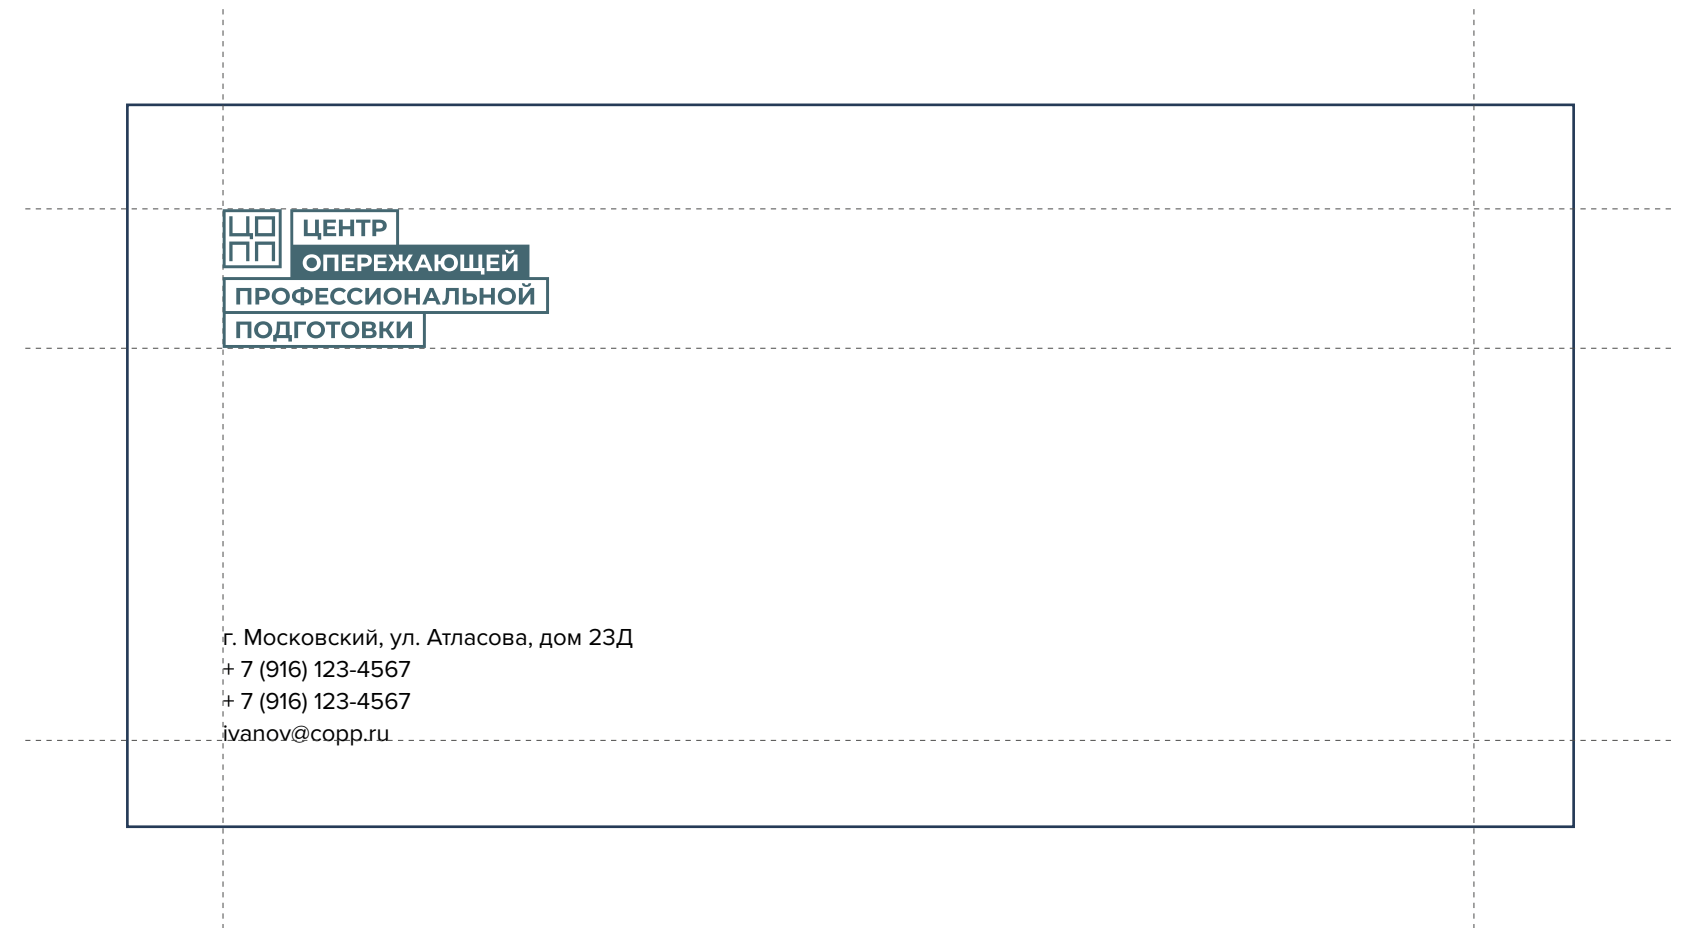 ЦО
ПП
ЦЕНТР
ОПЕРЕЖАЮЩЕЙ
ПРОФЕССИОНАЛЬНОЙ
ПОДГОТОВКИ
г. Московский, ул. Атласова, дом 23Д
+ 7 (916) 123-4567
+ 7 (916) 123-4567
ivanov@copp.ru